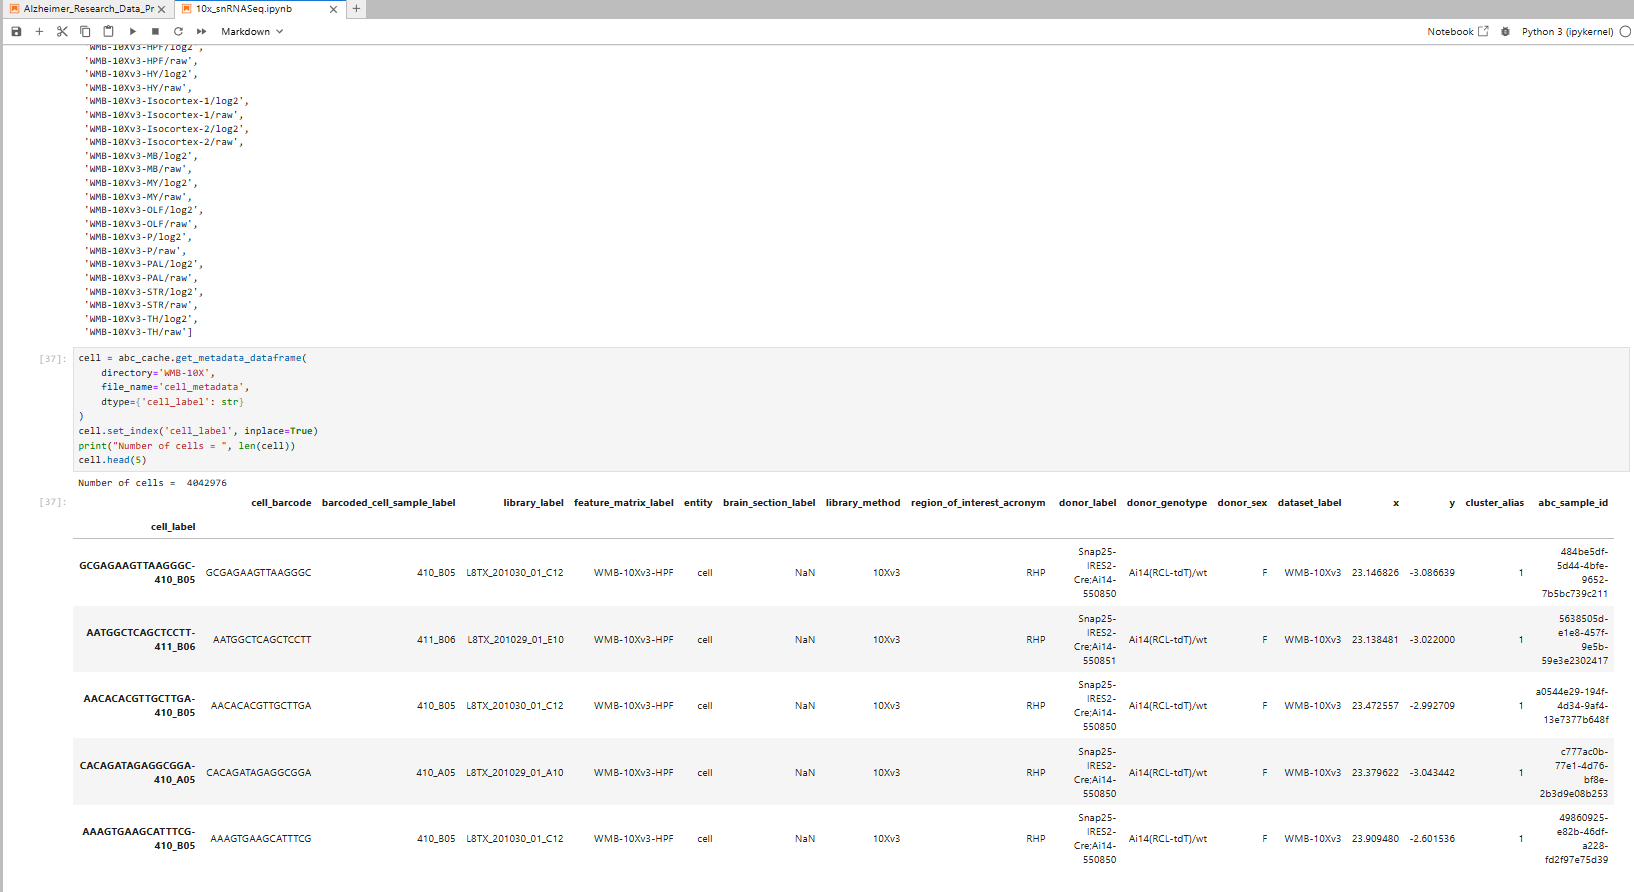 Alzheimer_Research_Data_Pr
10x_snRNASeq.ipynb
Markdown
Notebook
Python 3 (ipykernel)
'WMB-10Xv3-HPF/log2',
'WMB-10Xv3-HPF/raw',
'WMB-10Xv3-HY/log2',
'WMB-10Xv3-HY/raw',
'WMB-10Xv3-Isocortex-1/log2',
'WMB-10Xv3-Isocortex-1/raw',
'WMB-10Xv3-Isocortex-2/log2',
'WMB-10Xv3-Isocortex-2/raw',
'WMB-10Xv3-MB/log2',
'WMB-10Xv3-MB/raw',
'WMB-10Xv3-MY/log2',
'WMB-10Xv3-MY/raw',
'WMB-10Xv3-OLF/log2',
'WMB-10Xv3-OLF/raw',
'WMB-10Xv3-P/log2',
'WMB-10Xv3-P/raw',
'WMB-10Xv3-PAL/log2',
'WMB-10Xv3-PAL/raw',
'WMB-10Xv3-STR/log2',
'WMB-10Xv3-STR/raw',
'WMB-10Xv3-TH/log2',
'WMB-10Xv3-TH/raw']
[37]: cell = abc_cache.get_metadata_dataframe(
directory='WMB-10X',
file_name='cell_metadata',
dtype={'cell_label': str}
)
cell.set_index('cell_label', inplace=True)
print("Number of cells = ", len(cell))
cell.head(5)
Number of cells = 4042976
[37]: cell_barcode barcoded_cell_sample_label library_label feature_matrix_label entity brain_section_label library_method region_of_interest_acronym donor_label donor_genotype donor_sex dataset_label x y cluster_alias abc_sample_id
cell_label
GCGAGAAGTTAAGGGC-410_B05 GCGAGAAGTTAAGGGC 410_B05 L8TX_201030_01_C12 WMB-10Xv3-HPF cell NaN 10Xv3 RHP Snap25-IRES2-Cre;Ai14-550850 Ai14(RCL-tdT)/wt F WMB-10Xv3 23.146826 -3.086639 1 484be5df-5d44-4bfe-9652-7b5bc739c211
AATGGCTCAGCTCCTT-411_B06 AATGGCTCAGCTCCTT 411_B06 L8TX_201029_01_E10 WMB-10Xv3-HPF cell NaN 10Xv3 RHP Snap25-IRES2-Cre;Ai14-550851 Ai14(RCL-tdT)/wt F WMB-10Xv3 23.138481 -3.022000 1 5638505d-e1e8-457f-9e5b-59e3e2302417
AACACACGTTGCTTGA-410_B05 AACACACGTTGCTTGA 410_B05 L8TX_201030_01_C12 WMB-10Xv3-HPF cell NaN 10Xv3 RHP Snap25-IRES2-Cre;Ai14-550850 Ai14(RCL-tdT)/wt F WMB-10Xv3 23.472557 -2.992709 1 a0544e29-194f-4d34-9af4-13e7377b648f
CACAGATAGAGGCGGA-410_A05 CACAGATAGAGGCGGA 410_A05 L8TX_201029_01_A10 WMB-10Xv3-HPF cell NaN 10Xv3 RHP Snap25-IRES2-Cre;Ai14-550850 Ai14(RCL-tdT)/wt F WMB-10Xv3 23.379622 -3.043442 1 c777ac0b-77e1-4d76-bf8e-2b3d9e08b253
AAAGTGAAGCATTTCG-410_B05 AAAGTGAAGCATTTCG 410_B05 L8TX_201030_01_C12 WMB-10Xv3-HPF cell NaN 10Xv3 RHP Snap25-IRES2-Cre;Ai14-550850 Ai14(RCL-tdT)/wt F WMB-10Xv3 23.909480 -2.601536 1 49860925-e82b-46df-a228-fd2f97e75d39